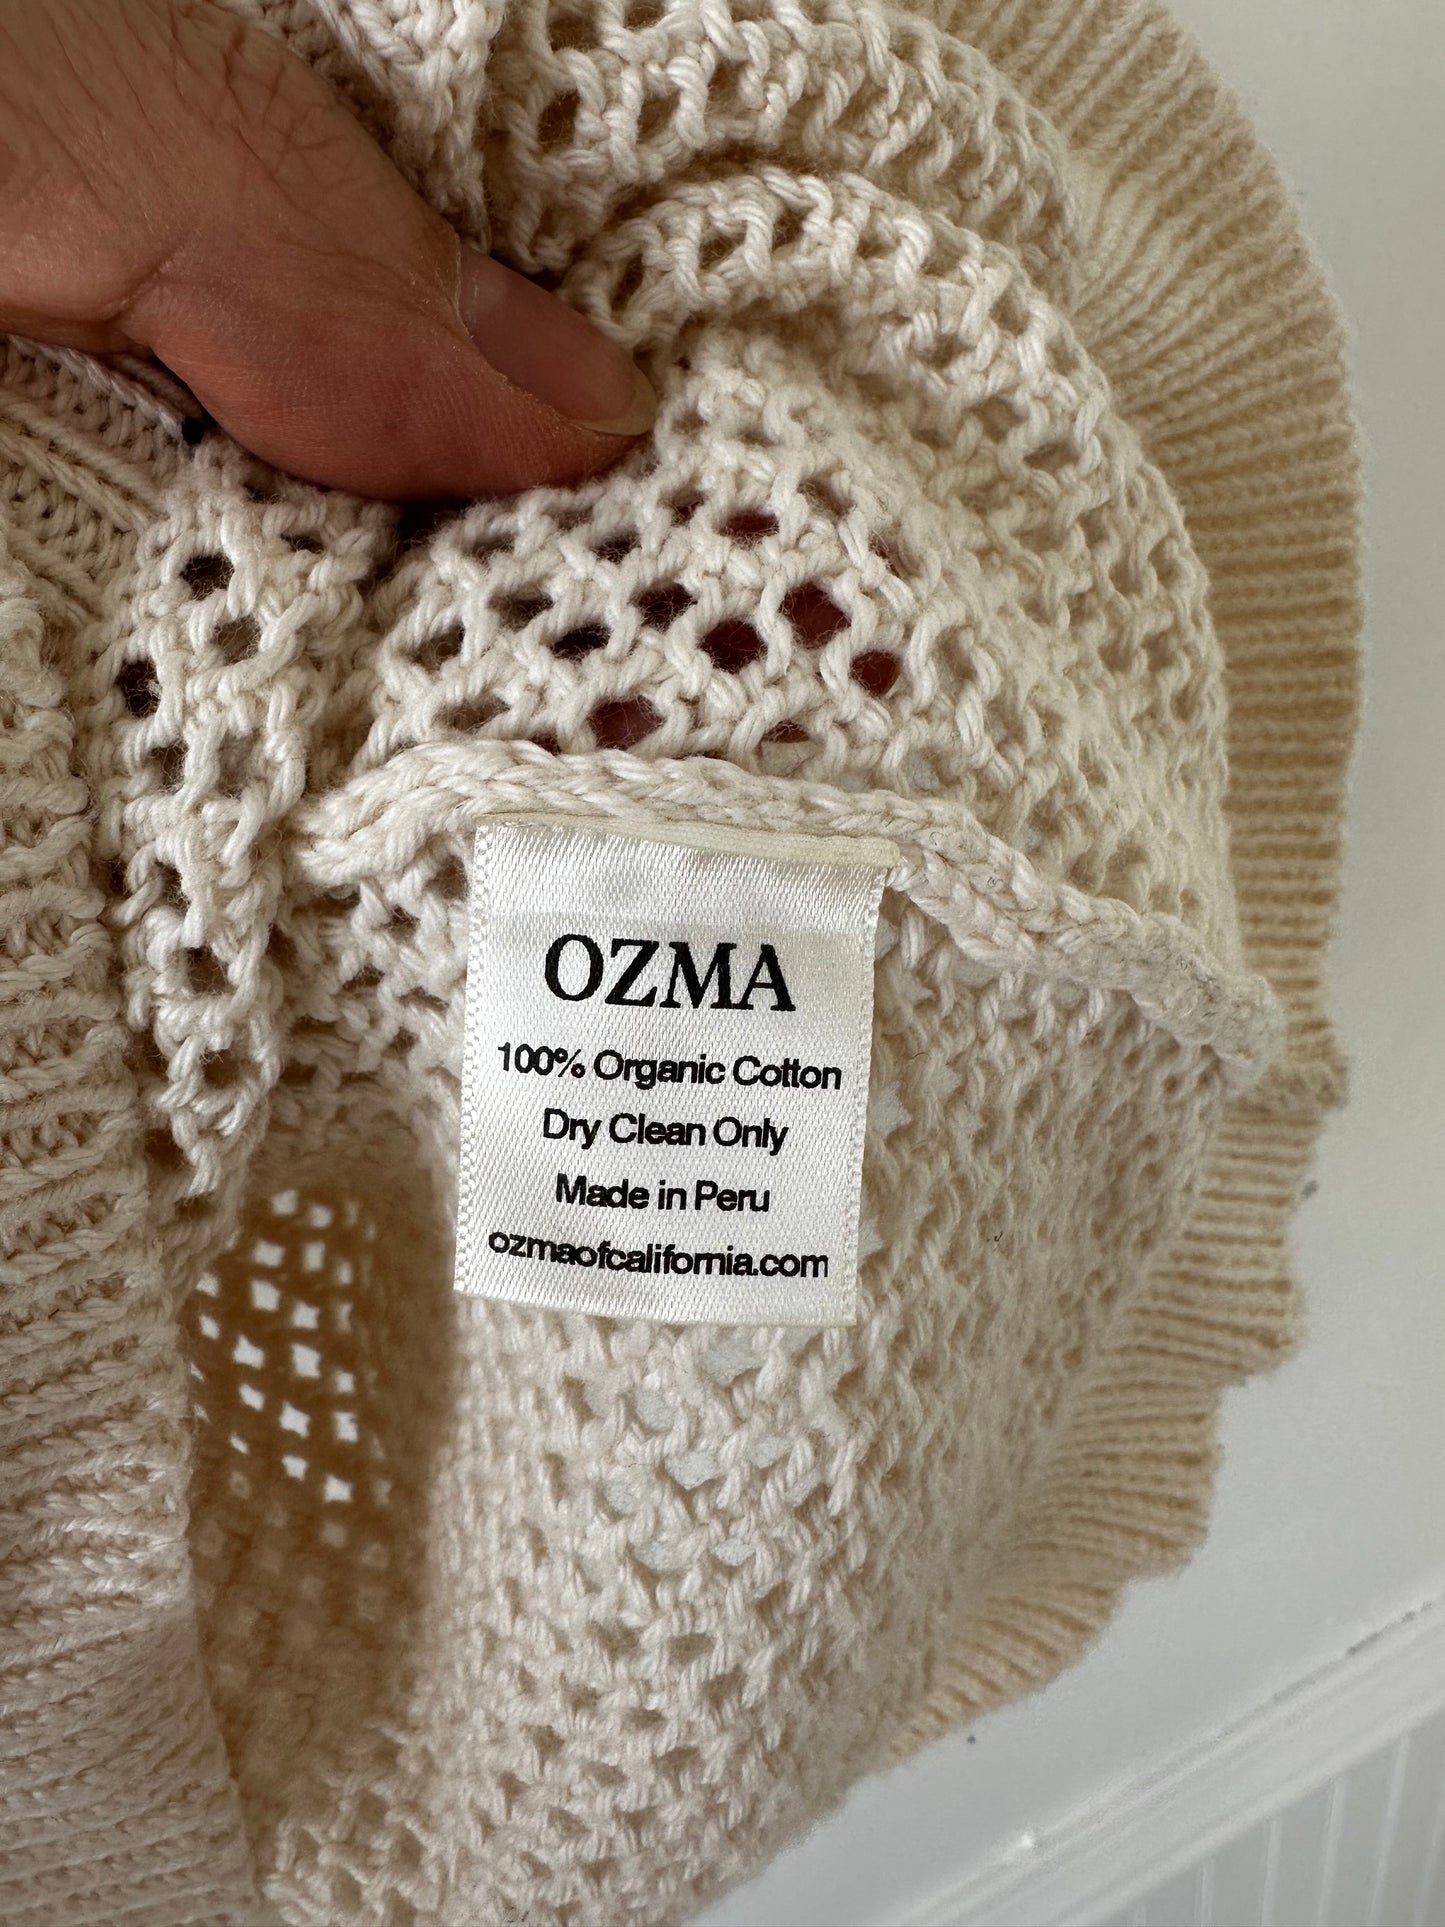 OZMA
100% Organic Cotton
Dry Clean Only
Made in Peru
ozmaofcalifornia.com